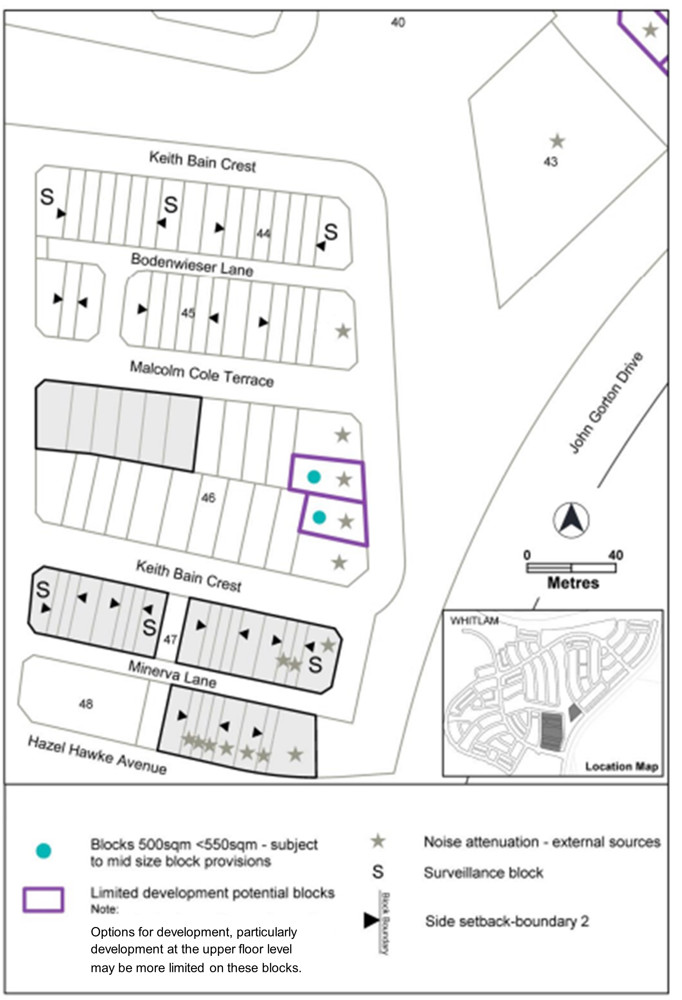 40
43
Keith Bain Crest
S
S
44
S
Bodenwieser Lane
45
Malcolm Cole Terrace
John Gorton Drive
46
Keith Bain Crest
0 40
Metres
S
S
47
S
Minerva Lane
48
Hazel Hawke Avenue
WHITLAM
Location Map
Blocks 500sqm <550sqm - subject
to mid size block provisions
Limited development potential blocks
Note:
Options for development, particularly
development at the upper floor level
may be more limited on these blocks.
Noise attenuation - external sources
S Surveillance block
Block Boundary
Side setback-boundary 2